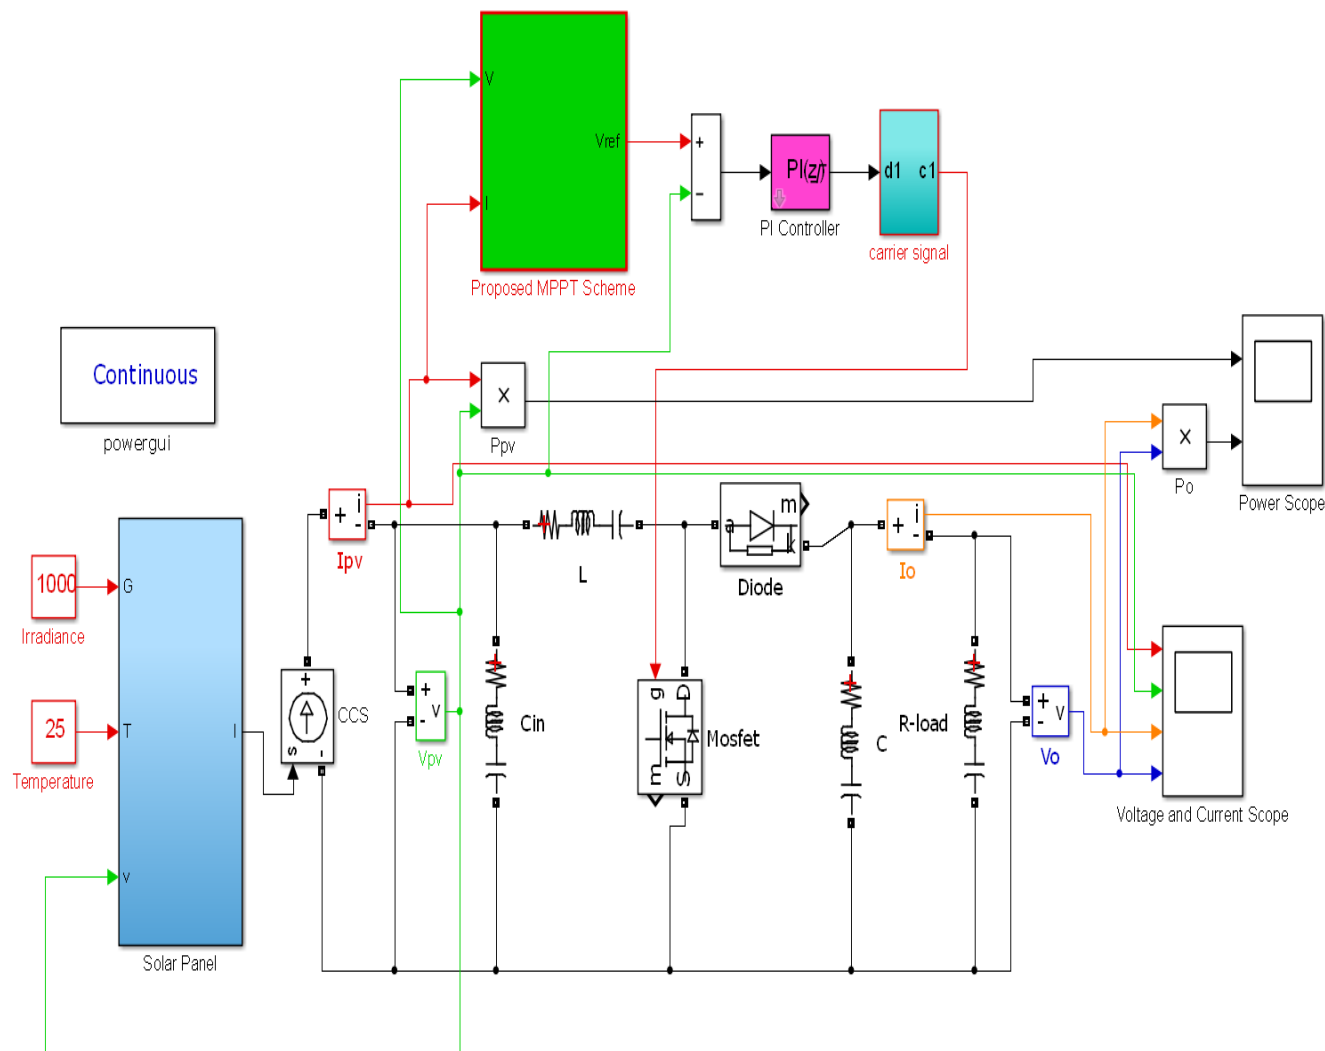 V
Vref
I
Proposed MPPT Scheme
+
-
PI Controller
d1 c1
carrier signal
Continuous
powergui
×
Ppv
×
Po
Power Scope
+ i
-
Ipv
L
a m
k
Diode
+ i
-
Io
1000
Irradiance
G
25
Temperature
T
I
v
Solar Panel
+
s -
CCS
+
- v
Vpv
Cin
g D
m S
Mosfet
C
R-load
+
- v
Vo
Voltage and Current Scope